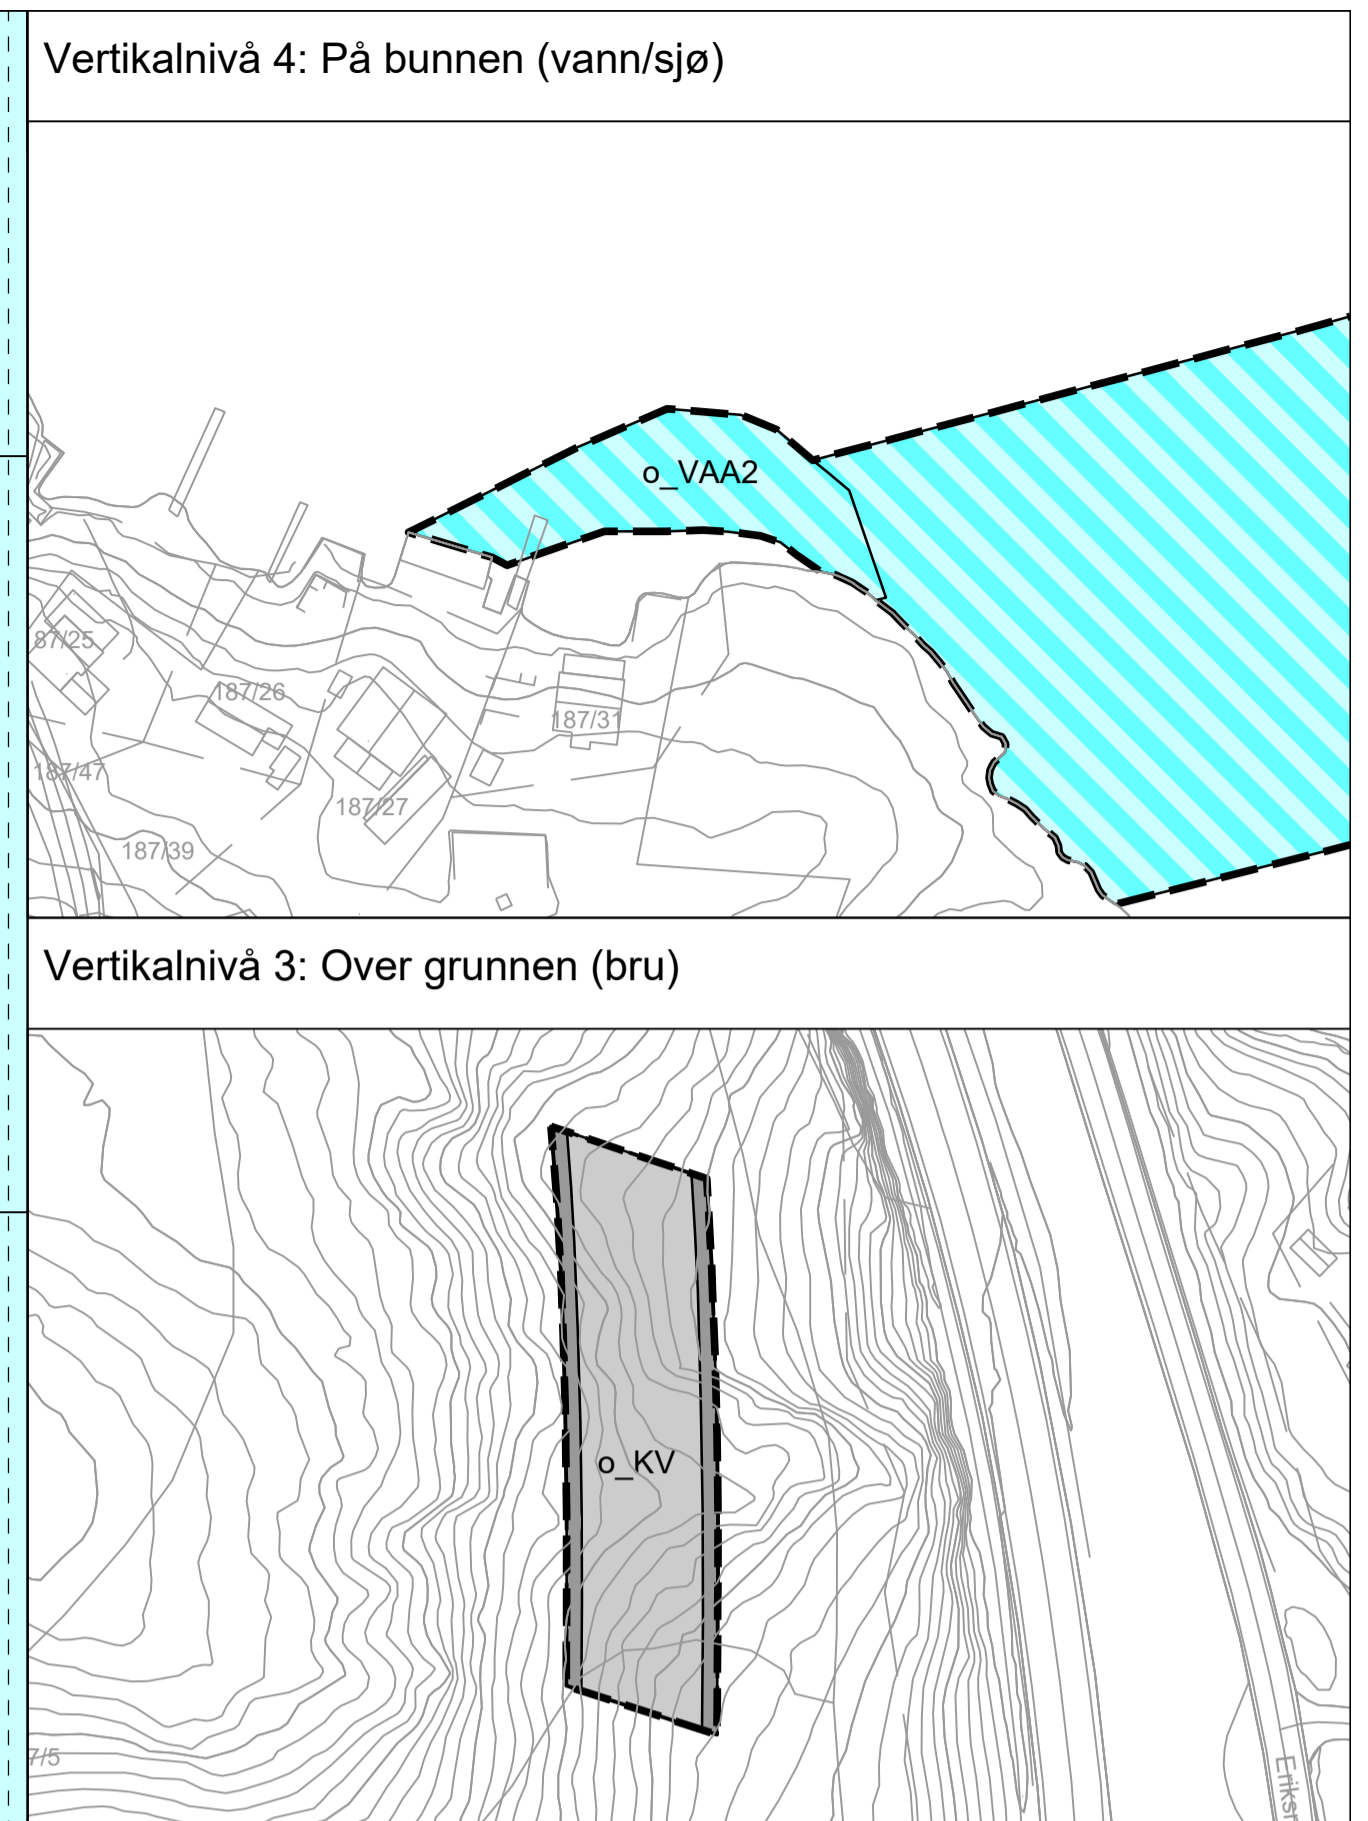 Vertikalnivå 4: På bunnen (vann/sjø)
o_VAA2
87/25
187/26
187/31
187/47
187/27
187/39
Vertikalnivå 3: Over grunnen (bru)
o_KV
7/5